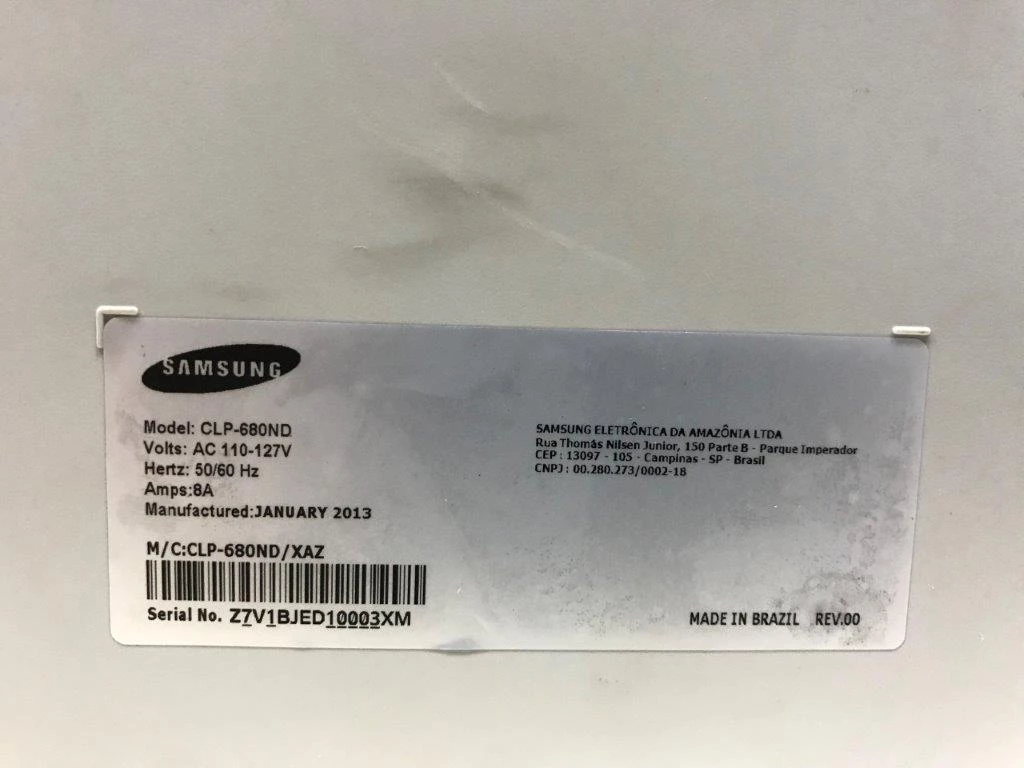 SAMSUNG
Model: CLP-680ND
Volts: AC 110-127V
Hertz: 50/60 Hz
Amps:8A
Manufactured:JANUARY 2013
M/C:CLP-680ND/XAZ
Serial No. Z7V1BJED10003XM
SAMSUNG ELETRÔNICA DA AMAZÔNIA LTDA
Rua Thomás Nilsen Junior, 150 Parte B - Parque Imperador
CEP : 13097 - 105 - Campinas - SP - Brasil
CNPJ : 00.280.273/0002-18
MADE IN BRAZIL REV.00